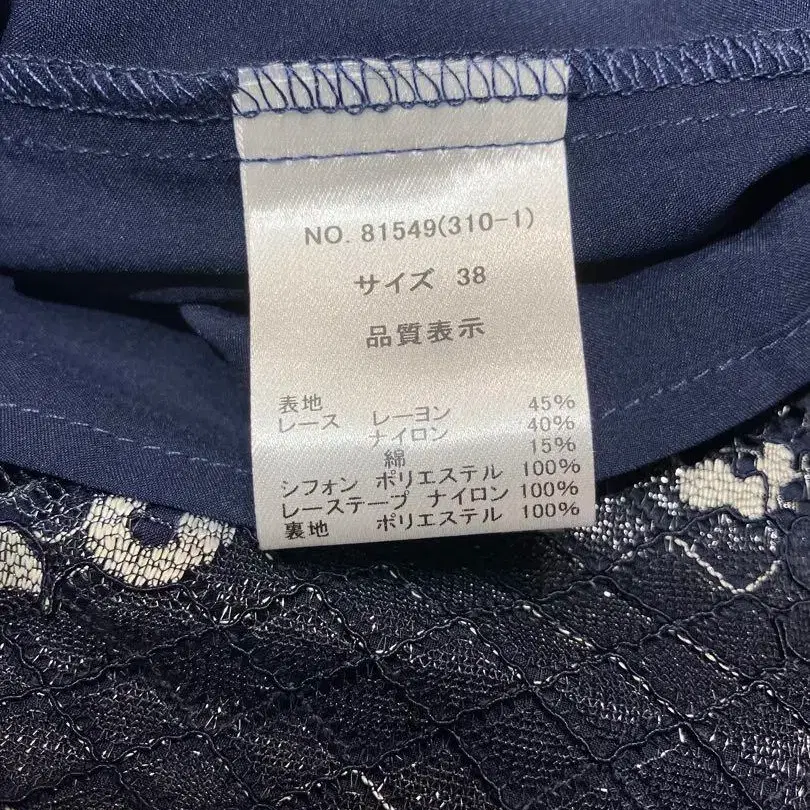 NO. 81549(310-1)
サイズ 38
品質表示
表地
レース レーヨン 45%
ナイロン 40%
綿 15%
シフォン ポリエステル 100%
レーステープ ナイロン 100%
裏地 ポリエステル 100%